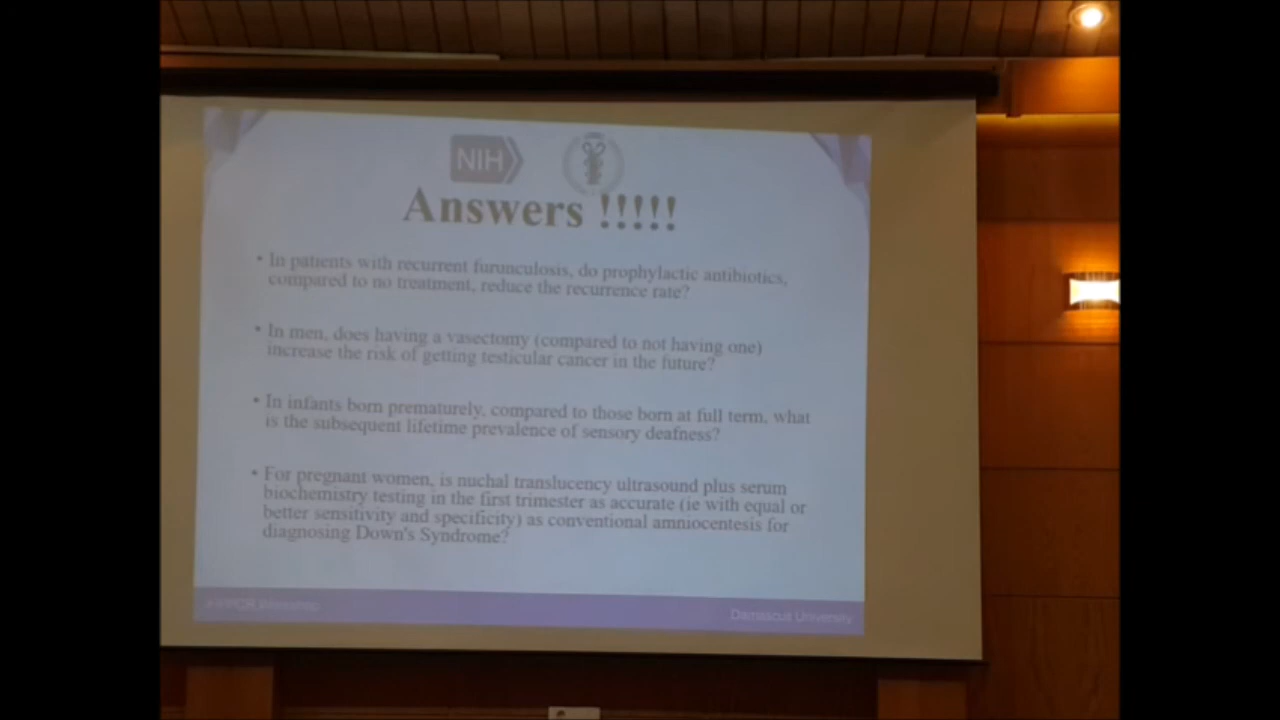 NIH
Answers !!!!!
• In patients with recurrent furunculosis, do prophylactic antibiotics,
compared to no treatment, reduce the recurrence rate?
• In men, does having a vasectomy (compared to not having one)
increase the risk of getting testicular cancer in the future?
• In infants born prematurely, compared to those born at full term, what
is the subsequent lifetime prevalence of sensory deafness?
• For pregnant women, is nuchal translucency ultrasound plus serum
biochemistry testing in the first trimester as accurate (ie with equal or
better sensitivity and specificity) as conventional amniocentesis for
diagnosing Down's Syndrome?
Workshop
Damascus University